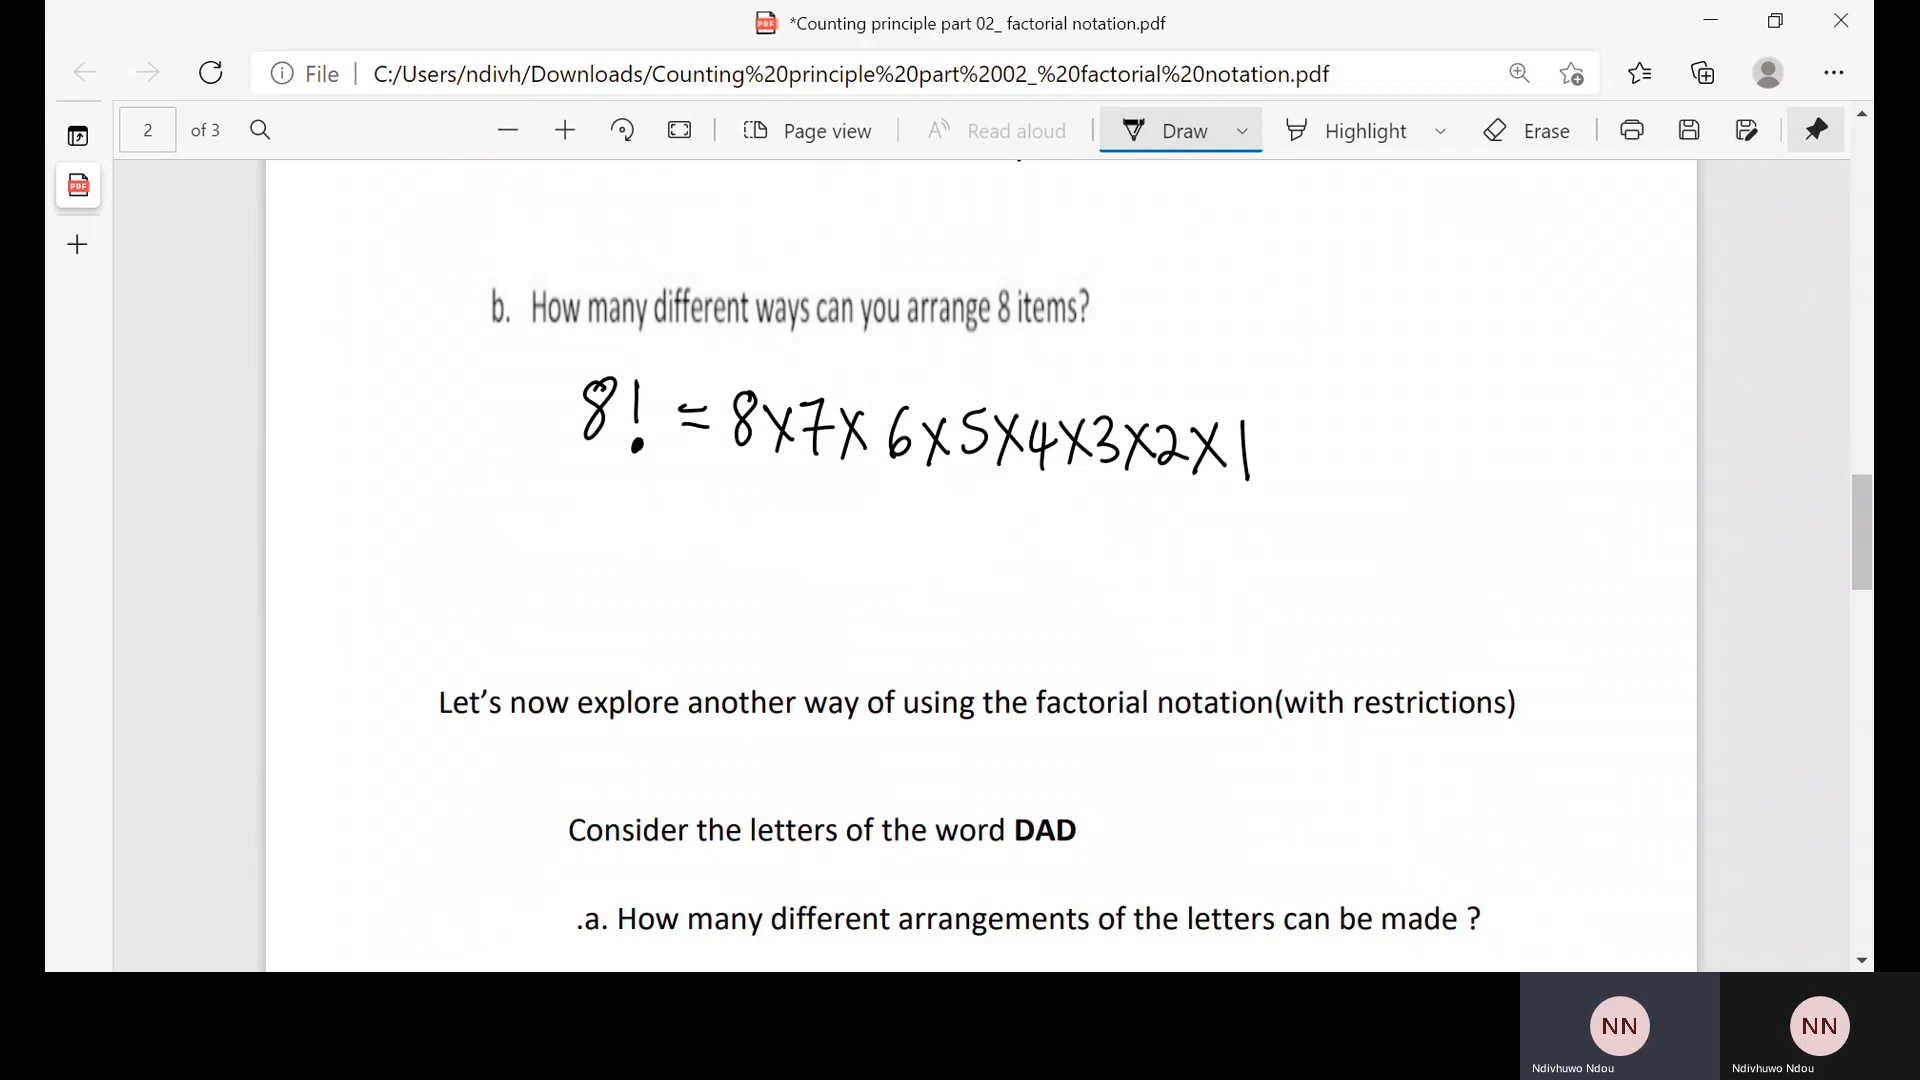 *Counting principle part 02_ factorial notation.pdf
File | C:/Users/ndivh/Downloads/Counting%20principle%20part%2002_%20factorial%20notation.pdf
2 of 3 Page view Read aloud Draw Highlight Erase
b. How many different ways can you arrange 8 items?
8! = 8X7X 6X5X4X3X2X1
Let’s now explore another way of using the factorial notation(with restrictions)
Consider the letters of the word DAD
.a. How many different arrangements of the letters can be made ?
NN NN
Ndivhuwo Ndou Ndivhuwo Ndou